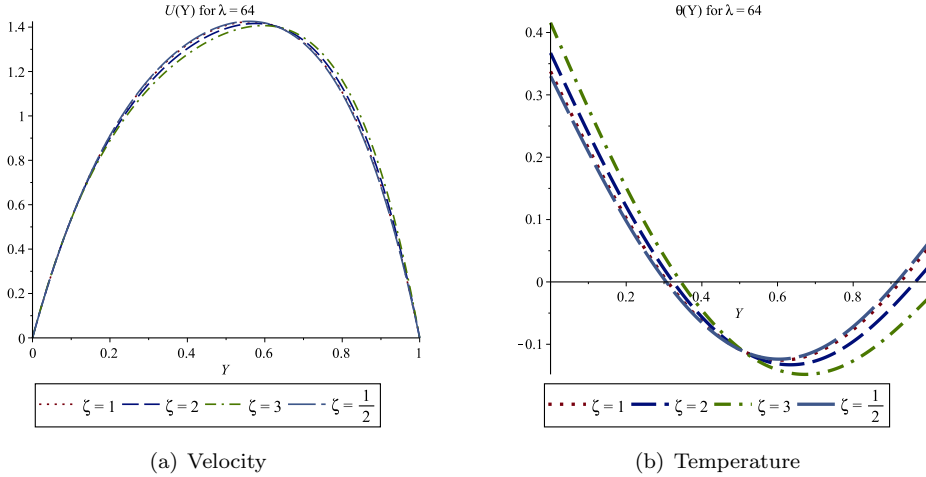 U(Y) for λ = 64
1.4
1.2
1
0.8
0.6
0.4
0.2
0
0 0.2 0.4 0.6 0.8 1
Y
ζ = 1 ζ = 2 ζ = 3 ζ = 1/2
(a) Velocity
θ(Y) for λ = 64
0.4
0.3
0.2
0.1
0
−0.1
0.2 0.4 0.6 0.8
Y
ζ = 1 ζ = 2 ζ = 3 ζ = 1/2
(b) Temperature